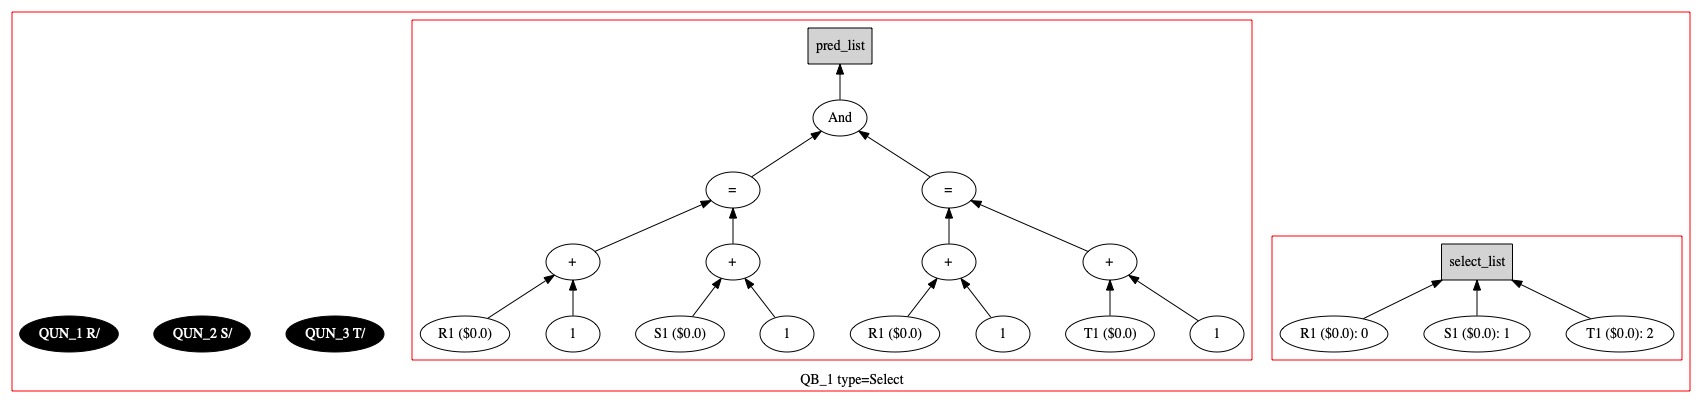 pred_list
And
= =
+ + + +
select_list
QUN_1 R/ QUN_2 S/ QUN_3 T/ R1 ($0.0) 1 S1 ($0.0) 1 R1 ($0.0) 1 T1 ($0.0) 1 R1 ($0.0): 0 S1 ($0.0): 1 T1 ($0.0): 2
QB_1 type=Select